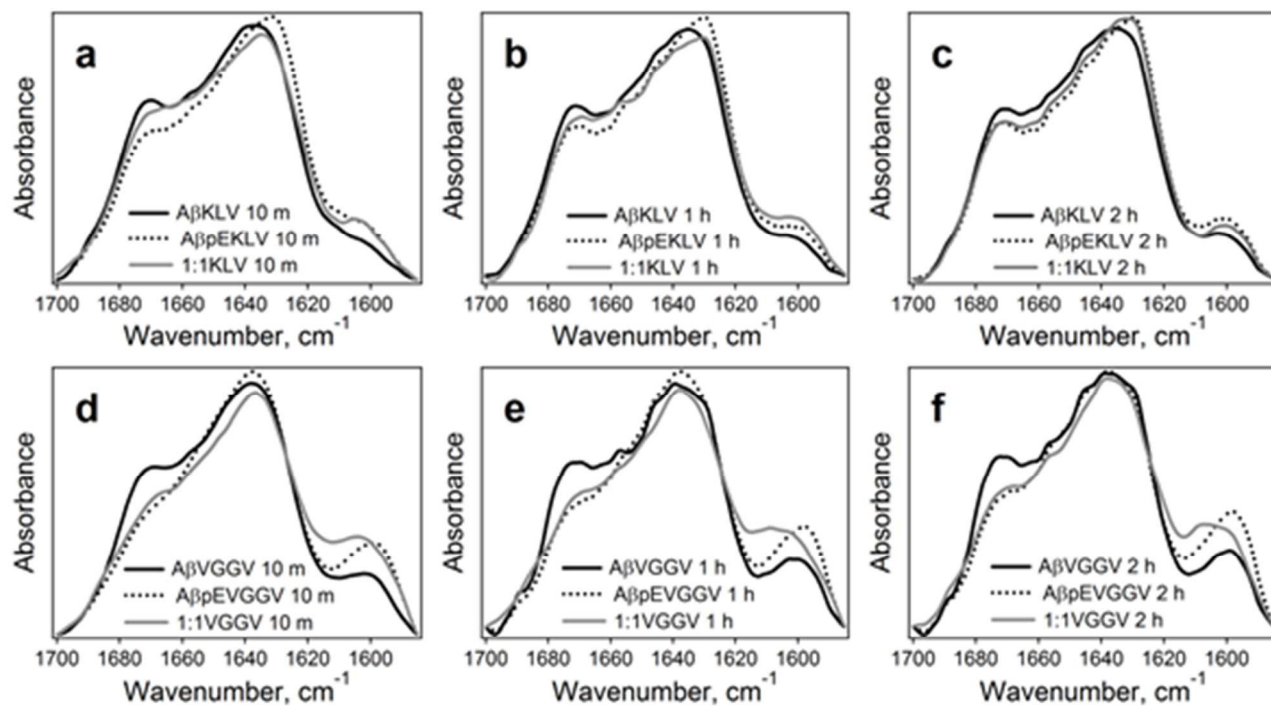 a
Absorbance
AβKLV 10 m
AβpEKLV 10 m
1:1KLV 10 m
1700 1680 1660 1640 1620 1600
Wavenumber, cm⁻¹
b
Absorbance
AβKLV 1 h
AβpEKLV 1 h
1:1KLV 1 h
1700 1680 1660 1640 1620 1600
Wavenumber, cm⁻¹
c
Absorbance
AβKLV 2 h
AβpEKLV 2 h
1:1KLV 2 h
1700 1680 1660 1640 1620 1600
Wavenumber, cm⁻¹
d
Absorbance
AβVGGV 10 m
AβpEVGGV 10 m
1:1VGGV 10 m
1700 1680 1660 1640 1620 1600
Wavenumber, cm⁻¹
e
Absorbance
AβVGGV 1 h
AβpEVGGV 1 h
1:1VGGV 1 h
1700 1680 1660 1640 1620 1600
Wavenumber, cm⁻¹
f
Absorbance
AβVGGV 2 h
AβpEVGGV 2 h
1:1VGGV 2 h
1700 1680 1660 1640 1620 1600
Wavenumber, cm⁻¹